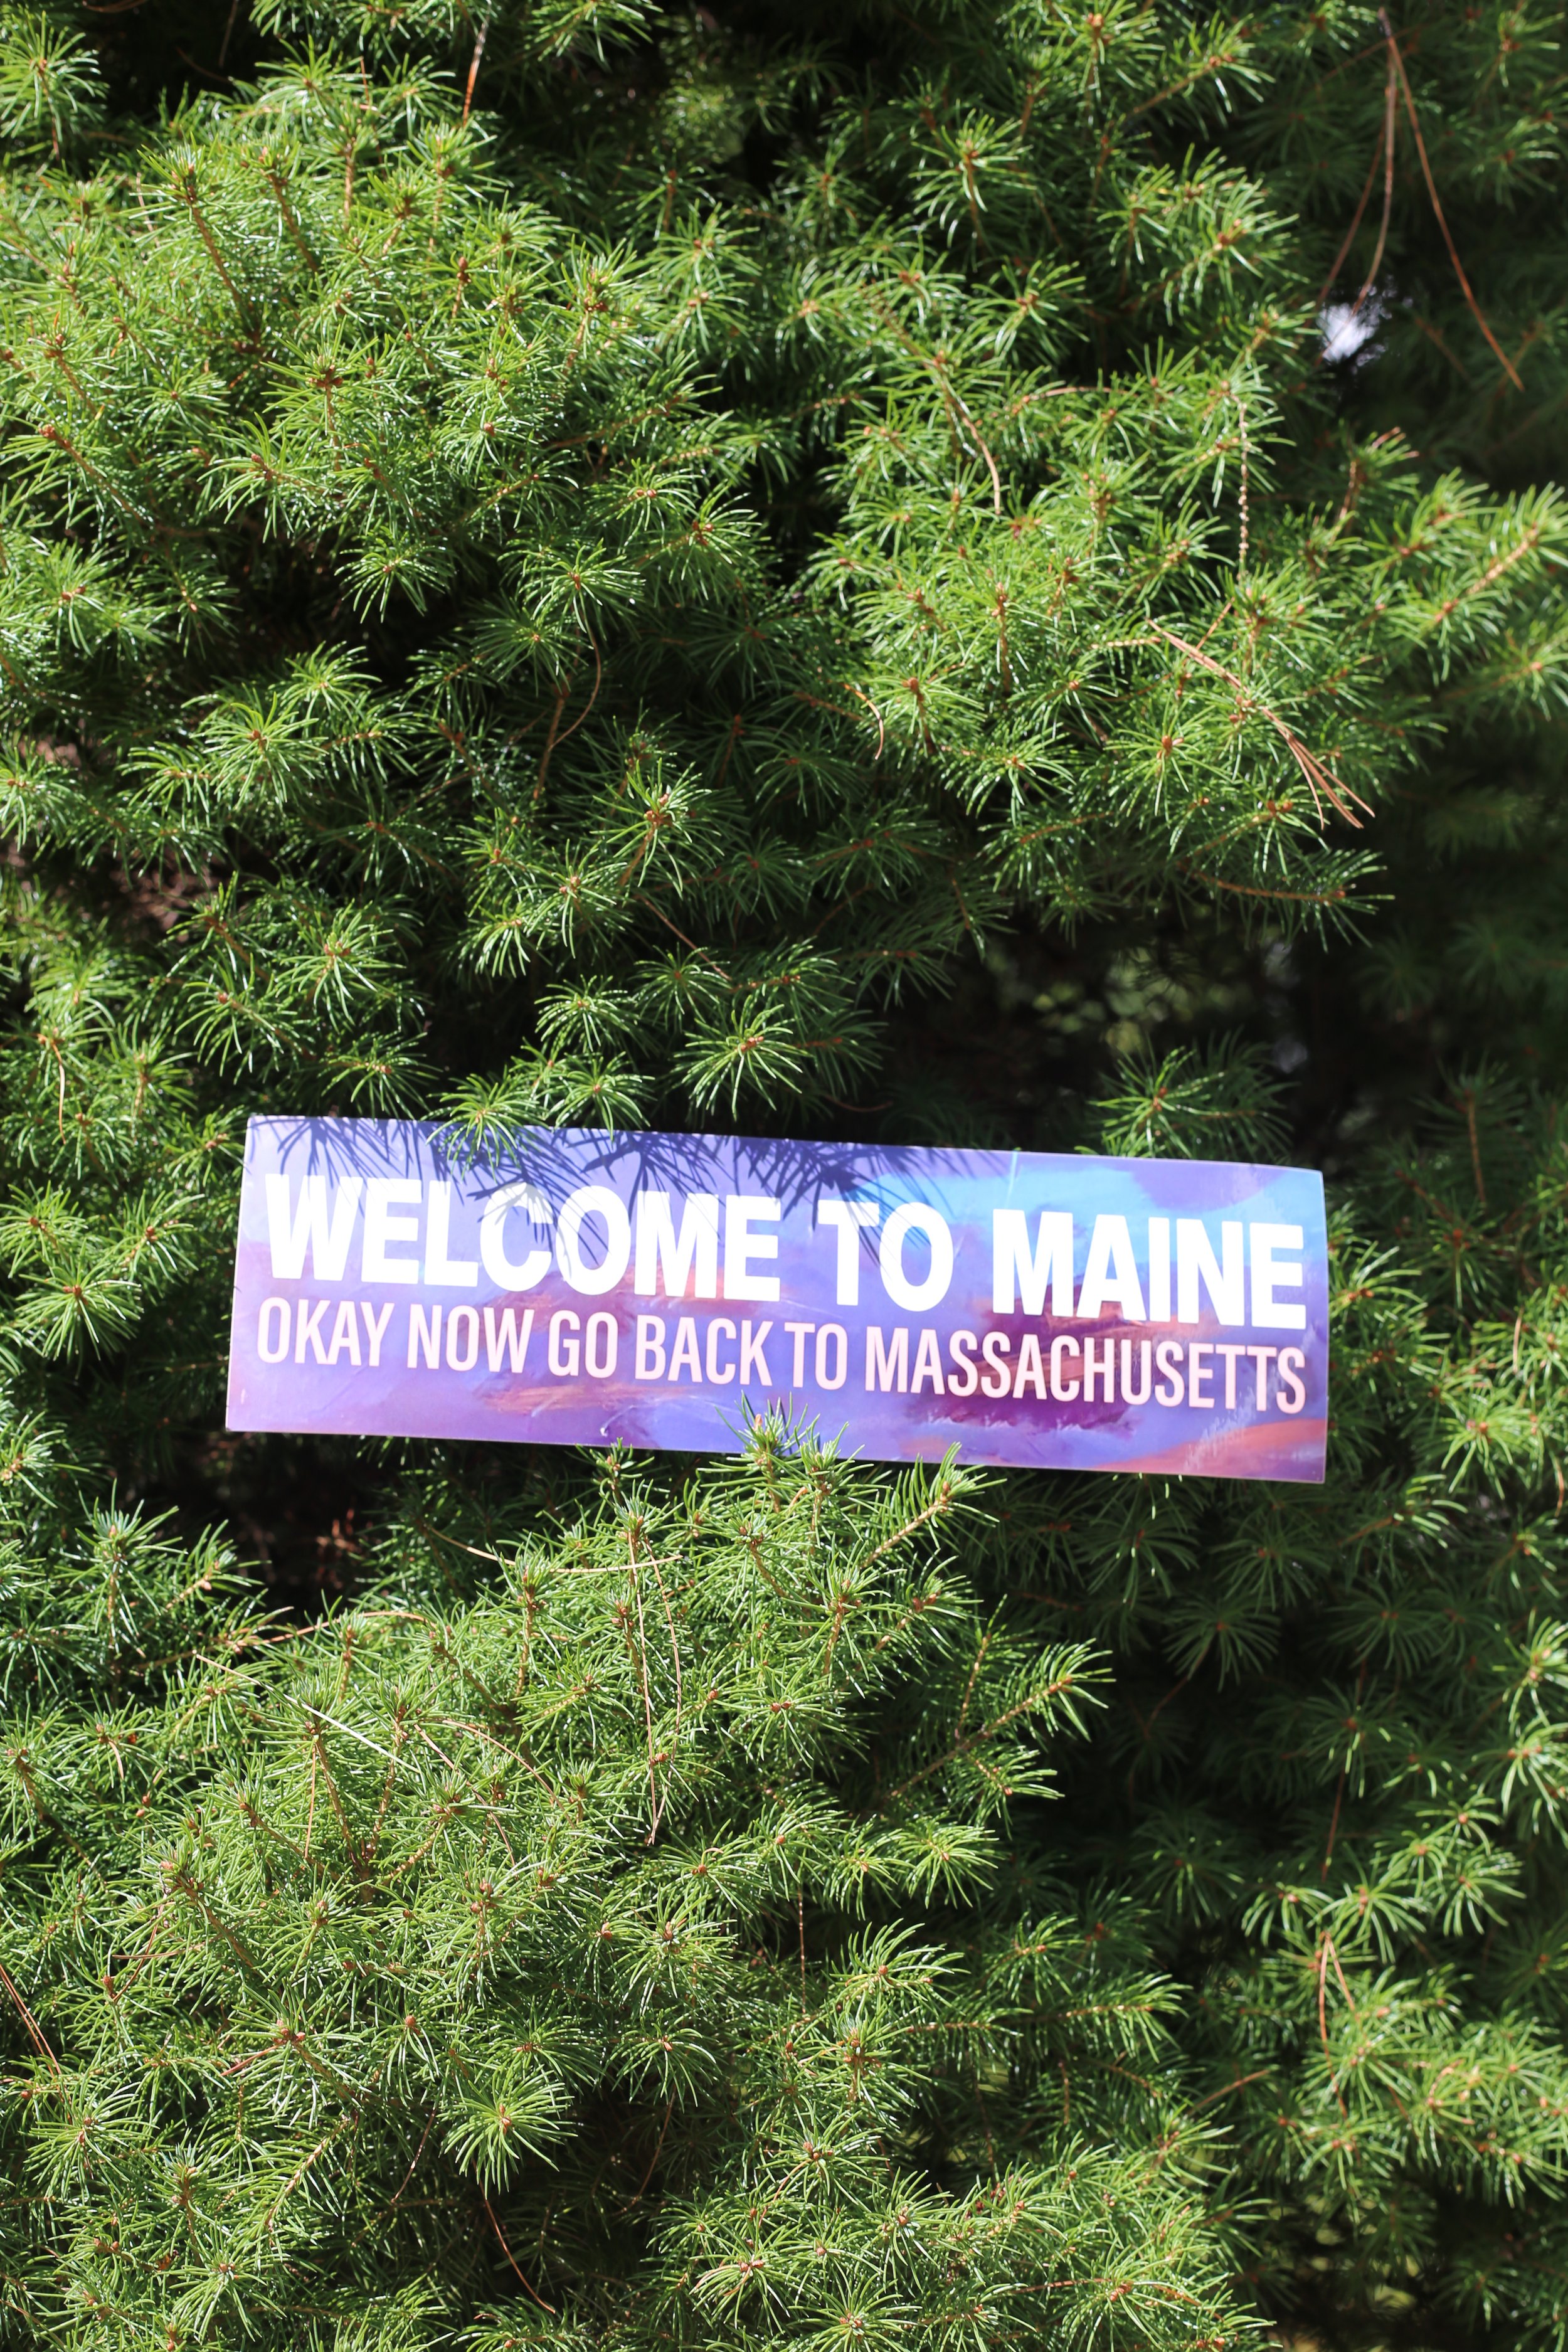 WELCOME TO MAINE
OKAY NOW GO BACK TO MASSACHUSETTS